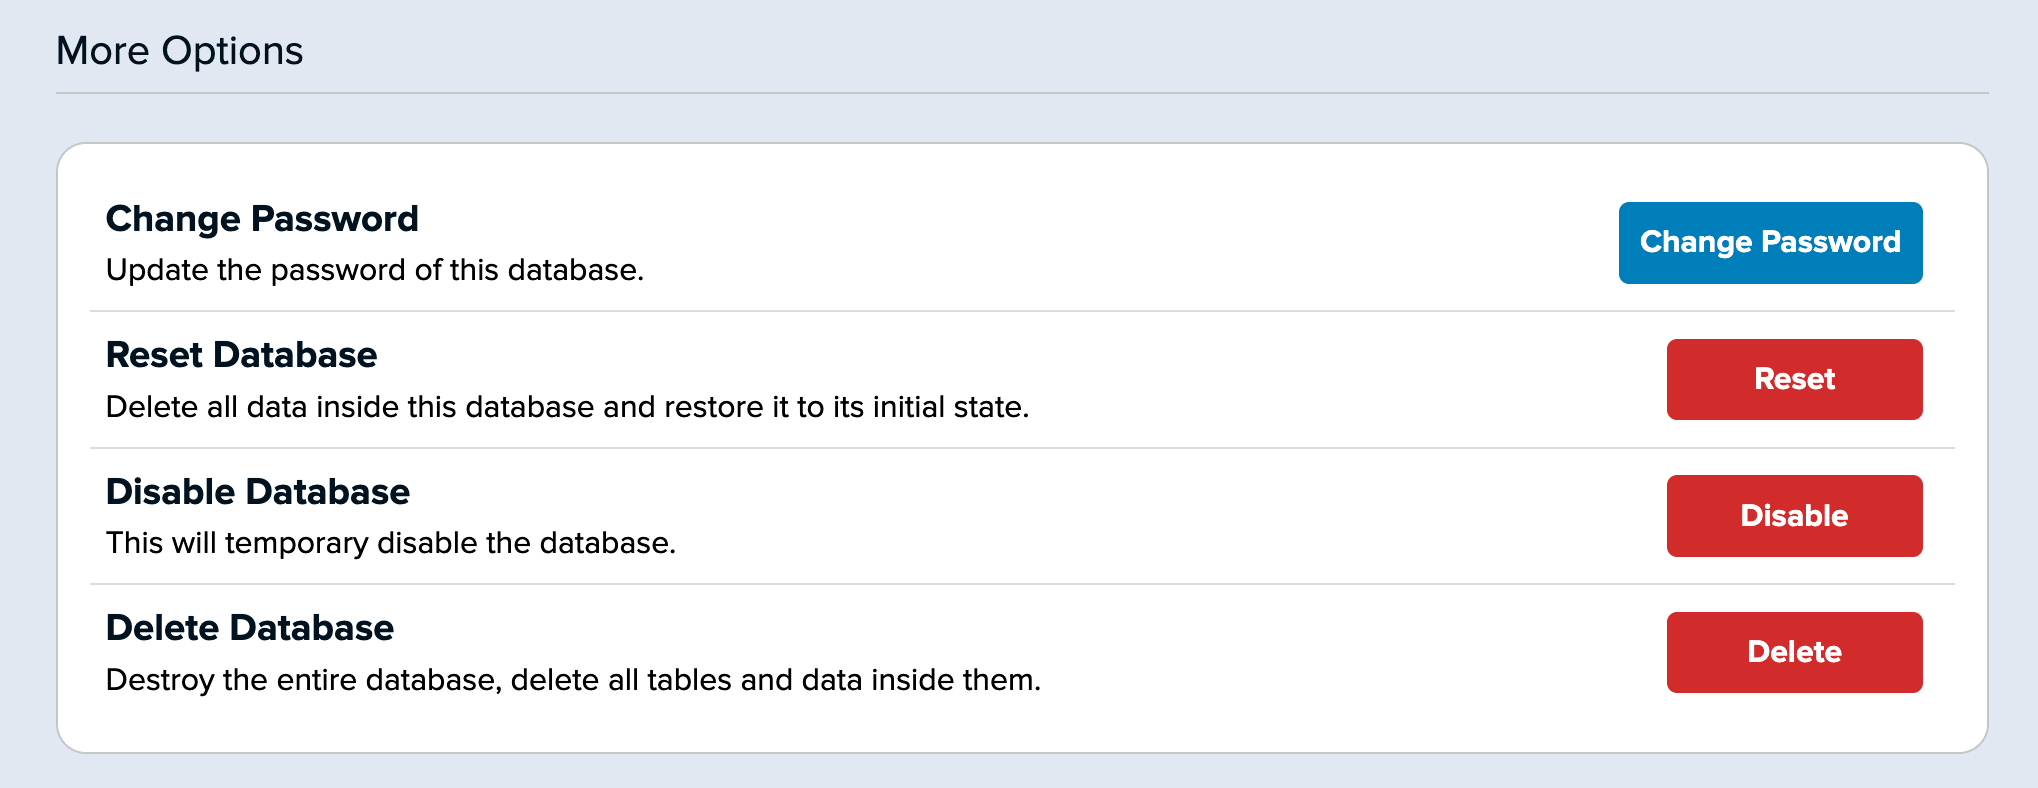 More Options
Change Password
Update the password of this database.
Change Password
Reset Database
Delete all data inside this database and restore it to its initial state.
Reset
Disable Database
This will temporary disable the database.
Disable
Delete Database
Destroy the entire database, delete all tables and data inside them.
Delete